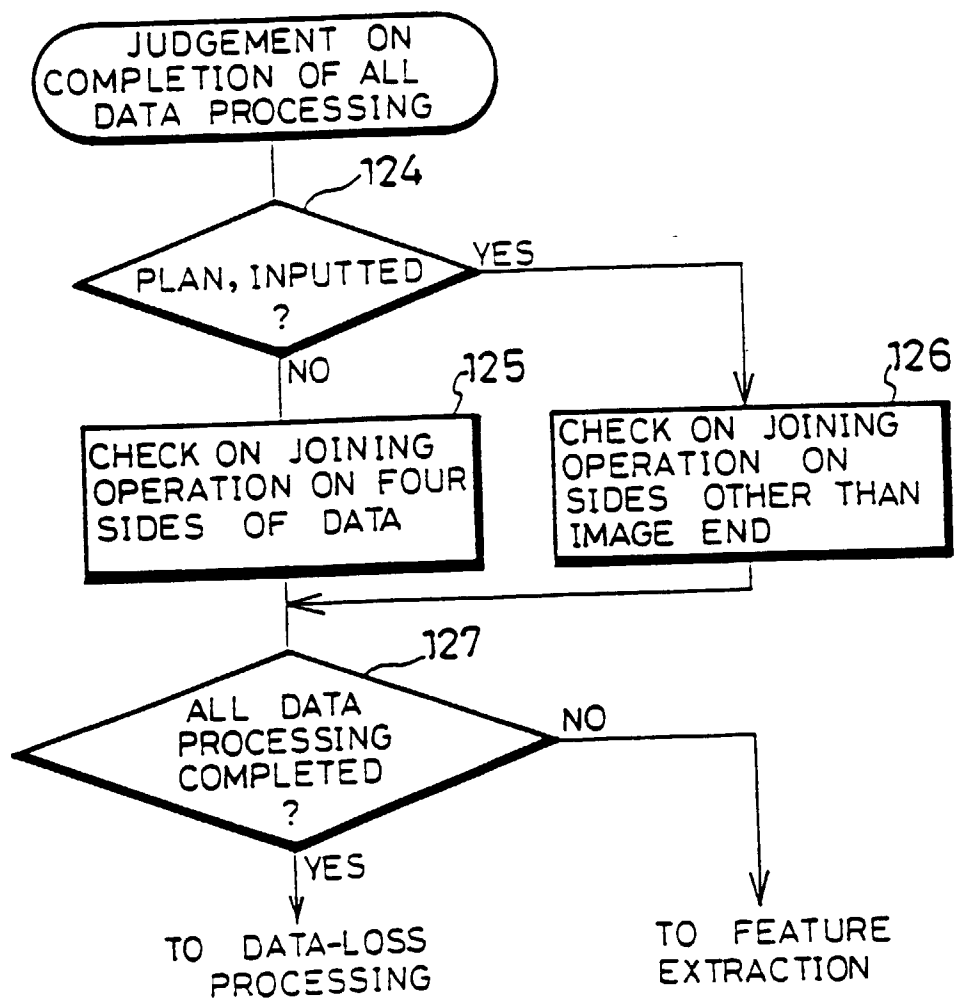 JUDGEMENT ON
COMPLETION OF ALL
DATA PROCESSING
124
PLAN, INPUTTED
?
YES
NO
125
CHECK ON JOINING
OPERATION ON FOUR
SIDES OF DATA
126
CHECK ON JOINING
OPERATION ON
SIDES OTHER THAN
IMAGE END
127
ALL DATA
PROCESSING
COMPLETED
?
NO
YES
TO DATA-LOSS
PROCESSING
TO FEATURE
EXTRACTION